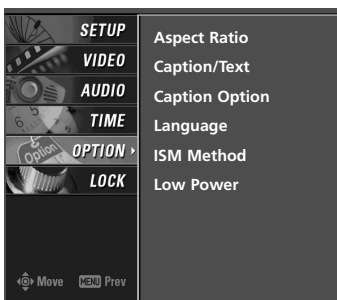 SETUP
VIDEO
AUDIO
TIME
OPTION
LOCK
Move MENU Prev
Aspect Ratio
Caption/Text
Caption Option
Language
ISM Method
Low Power